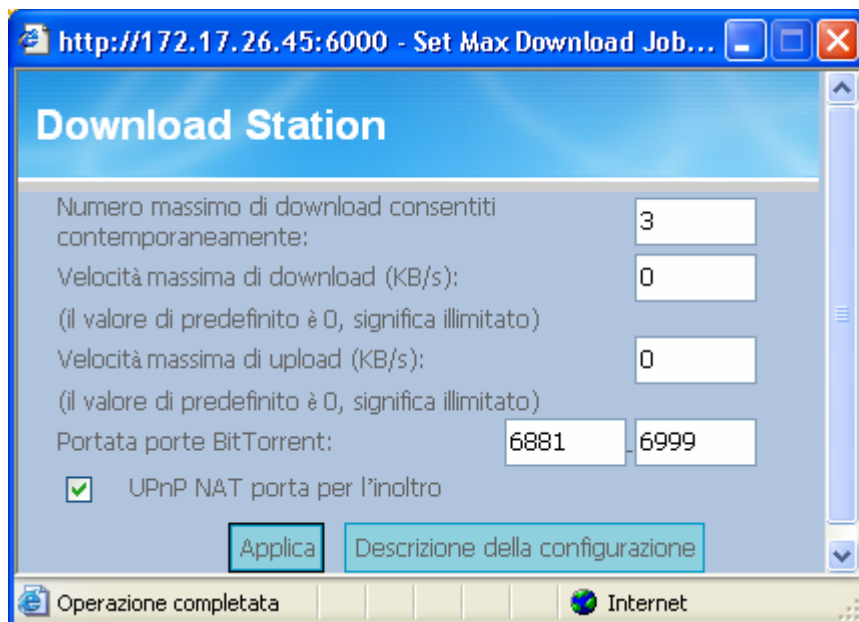 http://172.17.26.45:6000 - Set Max Download Job...
Download Station
Numero massimo di download consentiti
contemporaneamente:
3
Velocità massima di download (KB/s):
0
(il valore di predefinito è 0, significa illimitato)
Velocità massima di upload (KB/s):
0
(il valore di predefinito è 0, significa illimitato)
Portata porte BitTorrent: 6881 - 6999
UPnP NAT porta per l'inoltro
Applica Descrizione della configurazione
Operazione completata Internet